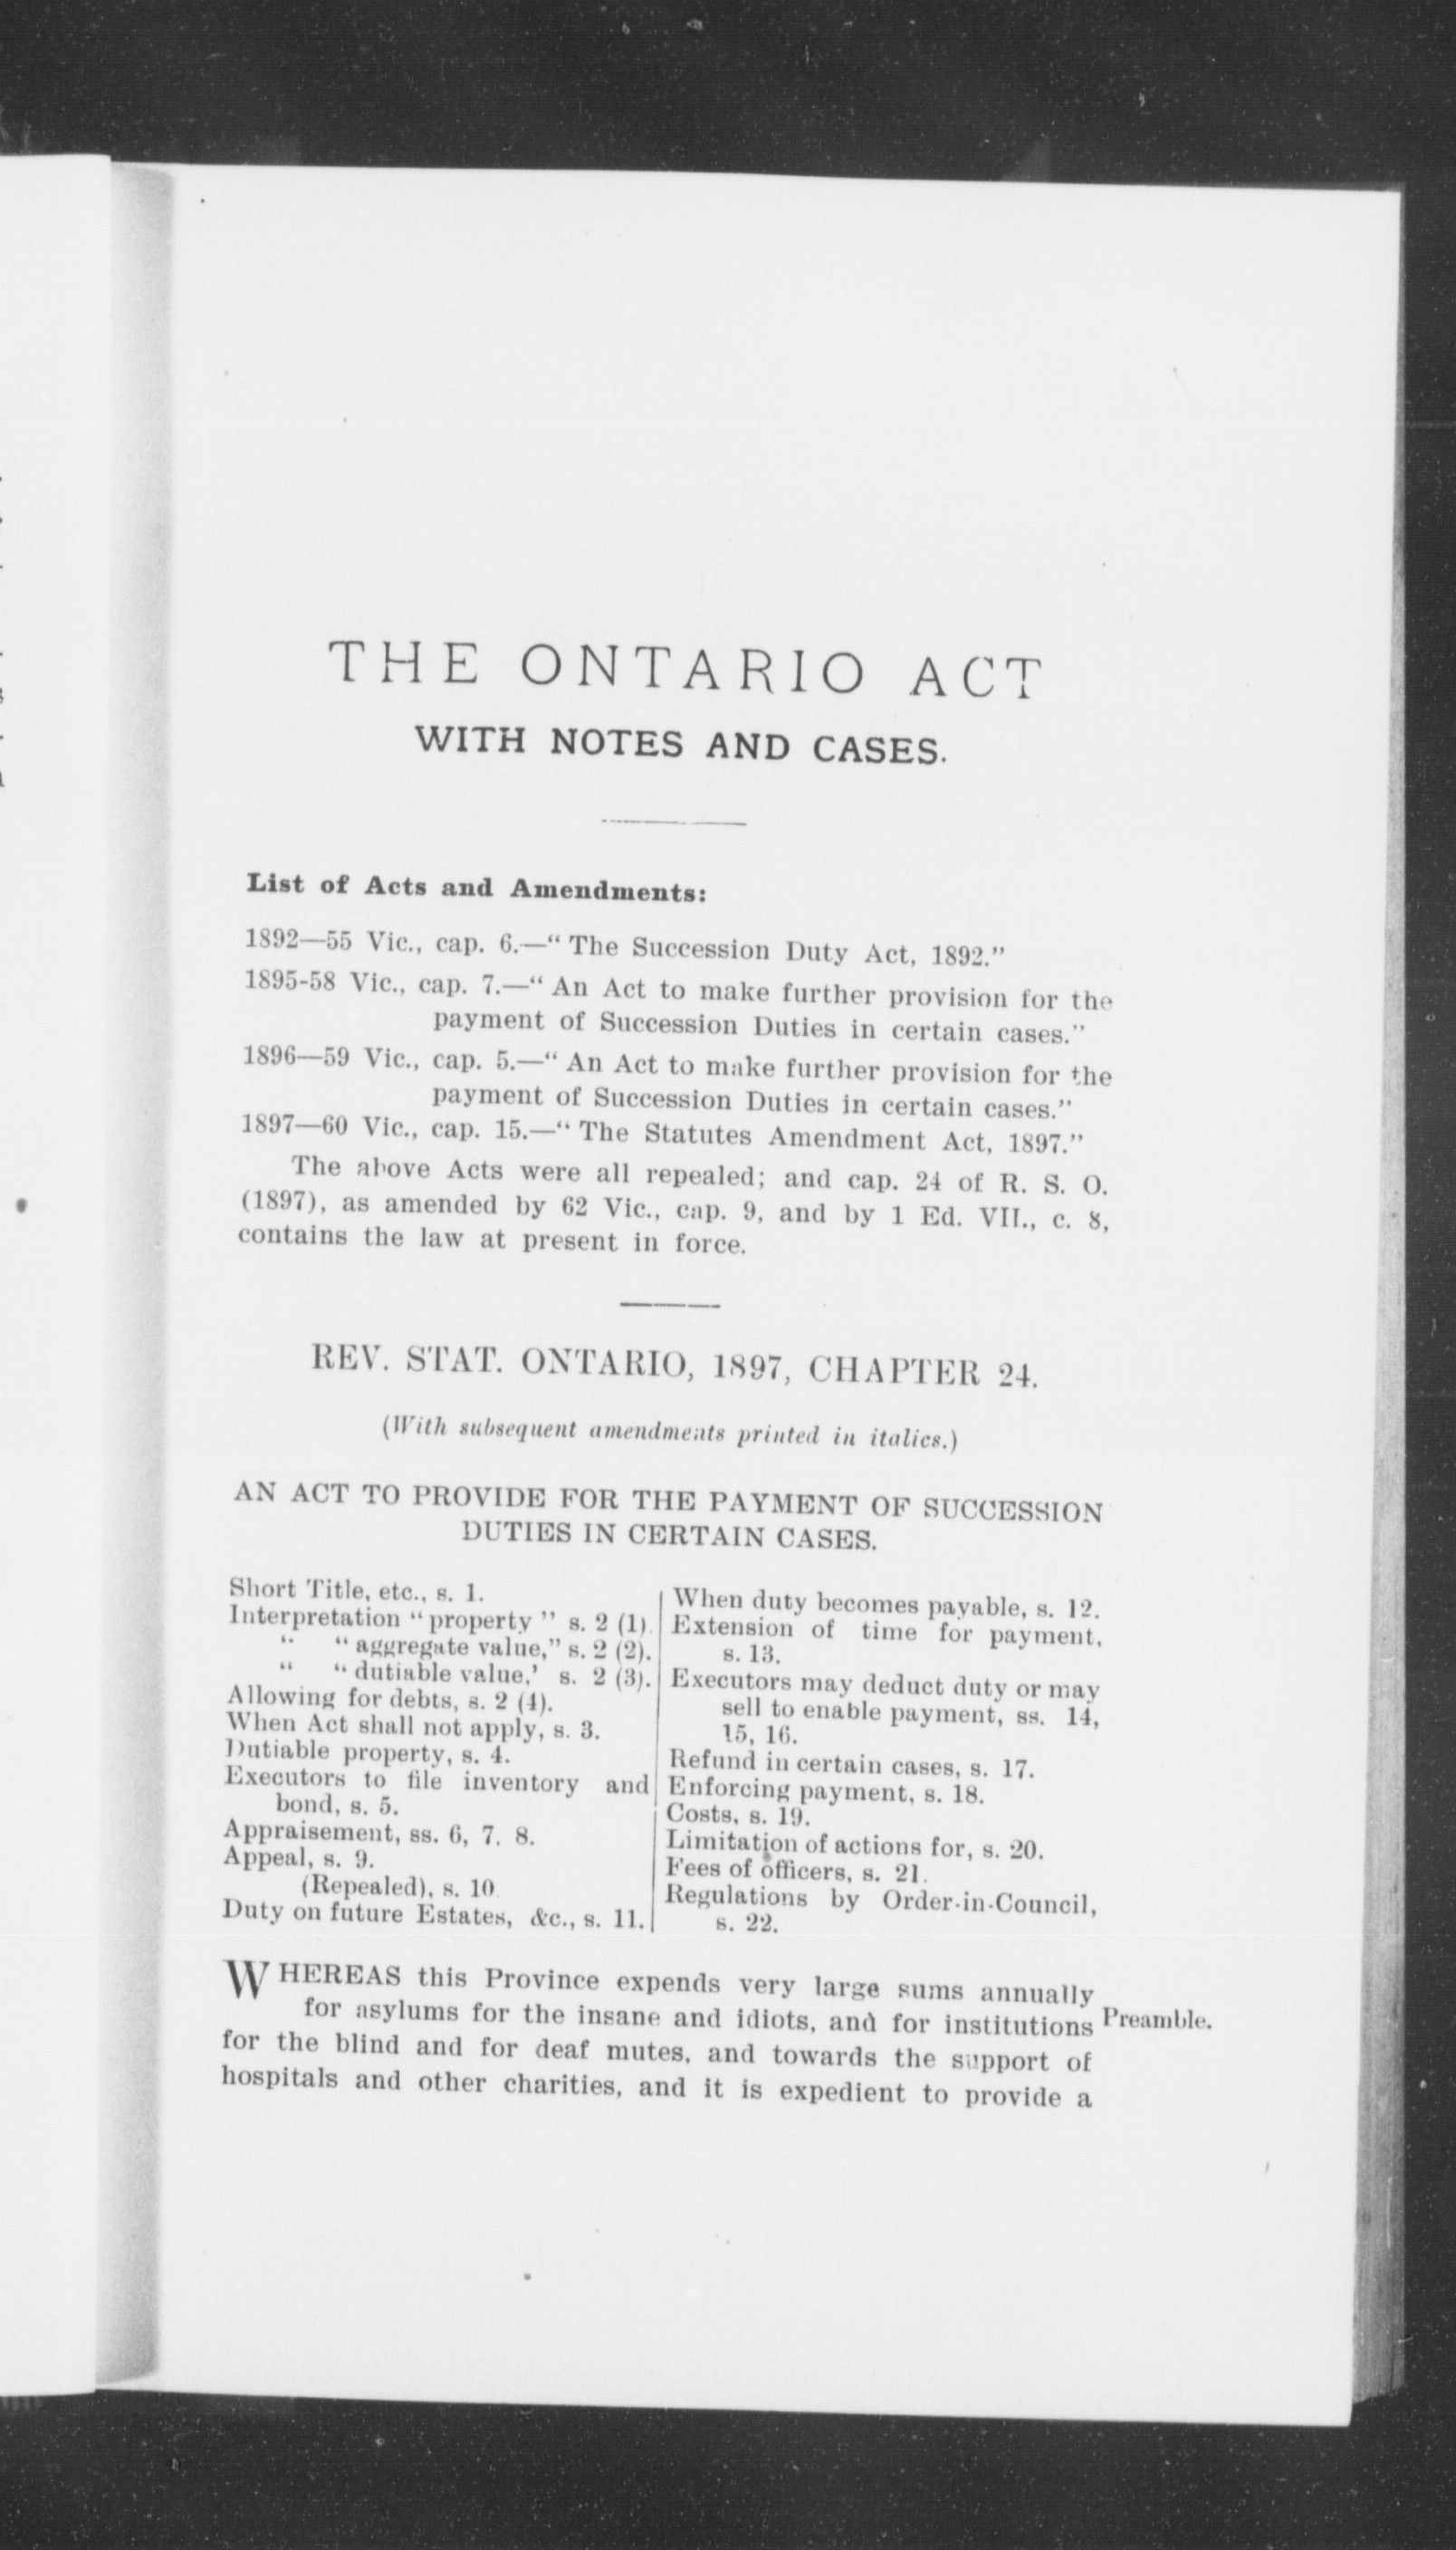 THE ONTARIO ACT
WITH NOTES AND CASES.
List of Acts and Amendments:
1892—55 Vic., cap. 6.—“The Succession Duty Act, 1892.”
1895-58 Vic., cap. 7.—“An Act to make further provision for the
payment of Succession Duties in certain cases.”
1896—59 Vic., cap. 5.—“An Act to make further provision for the
payment of Succession Duties in certain cases.”
1897—60 Vic., cap. 15.—“The Statutes Amendment Act, 1897.”
The above Acts were all repealed; and cap. 24 of R. S. O.
(1897), as amended by 62 Vic., cap. 9, and by 1 Ed. VII., c. 8,
contains the law at present in force.
REV. STAT. ONTARIO, 1897, CHAPTER 24.
(With subsequent amendments printed in italics.)
AN ACT TO PROVIDE FOR THE PAYMENT OF SUCCESSION
DUTIES IN CERTAIN CASES.
Short Title, etc., s. 1.
Interpretation “property” s. 2 (1).
“ “aggregate value,” s. 2 (2).
“ “dutiable value,’ s. 2 (3).
Allowing for debts, s. 2 (4).
When Act shall not apply, s. 3.
Dutiable property, s. 4.
Executors to file inventory and
bond, s. 5.
Appraisement, ss. 6, 7, 8.
Appeal, s. 9.
(Repealed), s. 10.
Duty on future Estates, &c., s. 11.
When duty becomes payable, s. 12.
Extension of time for payment,
s. 13.
Executors may deduct duty or may
sell to enable payment, ss. 14,
15, 16.
Refund in certain cases, s. 17.
Enforcing payment, s. 18.
Costs, s. 19.
Limitation of actions for, s. 20.
Fees of officers, s. 21.
Regulations by Order-in-Council,
s. 22.
WHEREAS this Province expends very large sums annually
for asylums for the insane and idiots, and for institutions Preamble.
for the blind and for deaf mutes, and towards the support of
hospitals and other charities, and it is expedient to provide a